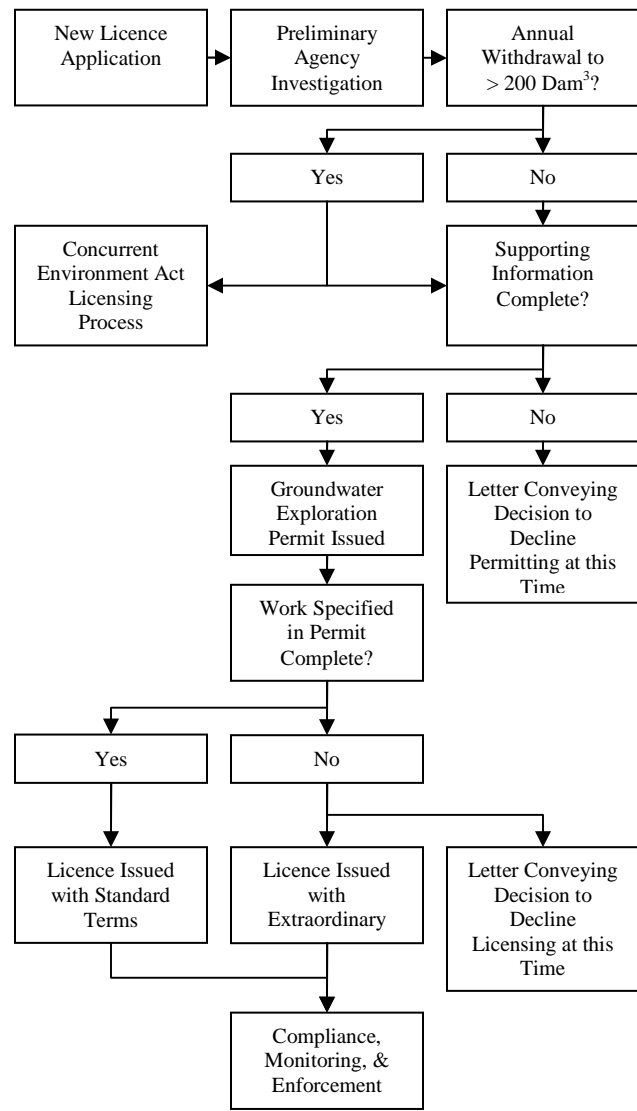 New Licence
Application
Preliminary
Agency
Investigation
Annual
Withdrawal to
> 200 Dam³?
Yes
No
Concurrent
Environment Act
Licensing
Process
Supporting
Information
Complete?
Yes
No
Groundwater
Exploration
Permit Issued
Letter Conveying
Decision to
Decline
Permitting at this
Time
Work Specified
in Permit
Complete?
Yes
No
Licence Issued
with Standard
Terms
Licence Issued
with
Extraordinary
Letter Conveying
Decision to
Decline
Licensing at this
Time
Compliance,
Monitoring, &
Enforcement